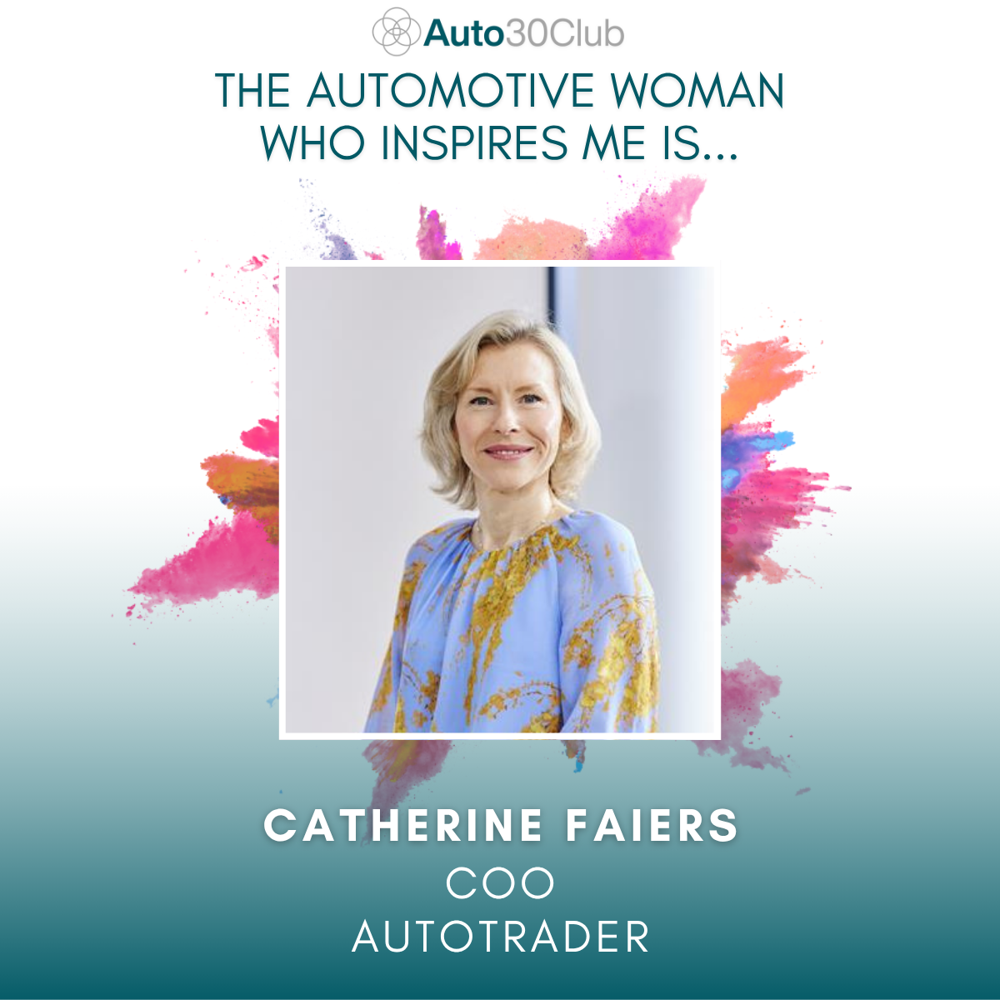 Auto30Club
THE AUTOMOTIVE WOMAN
WHO INSPIRES ME IS...
CATHERINE FAIERS
COO
AUTOTRADER